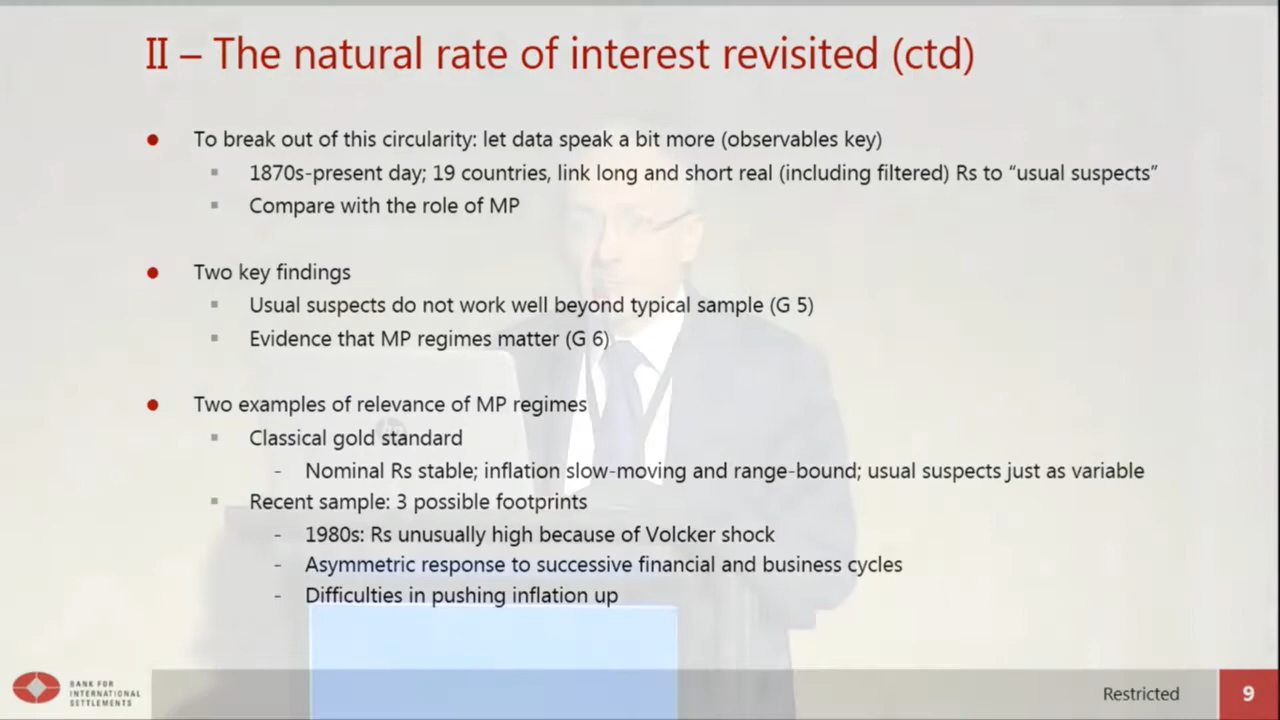 II – The natural rate of interest revisited (ctd)
To break out of this circularity: let data speak a bit more (observables key)
1870s-present day; 19 countries, link long and short real (including filtered) Rs to “usual suspects”
Compare with the role of MP
Two key findings
Usual suspects do not work well beyond typical sample (G 5)
Evidence that MP regimes matter (G 6)
Two examples of relevance of MP regimes
Classical gold standard
- Nominal Rs stable; inflation slow-moving and range-bound; usual suspects just as variable
Recent sample: 3 possible footprints
- 1980s: Rs unusually high because of Volcker shock
- Asymmetric response to successive financial and business cycles
- Difficulties in pushing inflation up
BANK FOR
INTERNATIONAL
SETTLEMENTS
Restricted
9